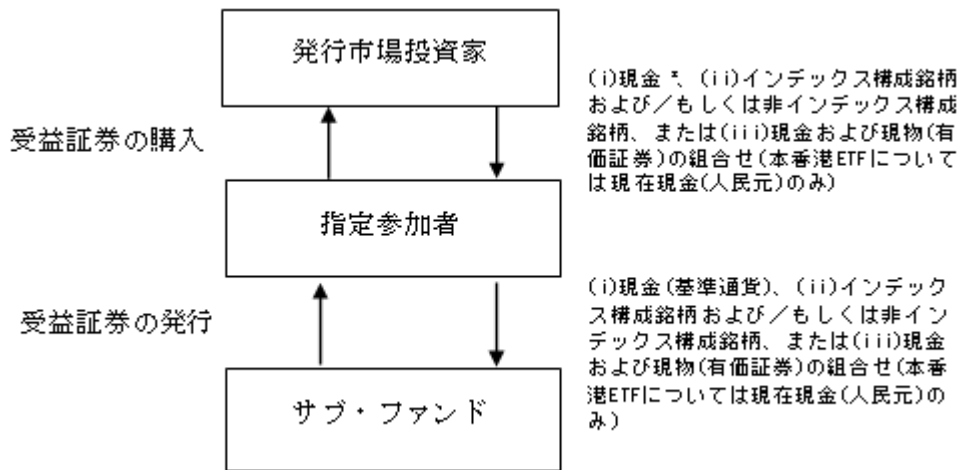 発行市場投資家
(i)現金*、(ii)インデックス構成銘柄
および／もしくは非インデックス構成
銘柄、または(iii)現金および現物(有
価証券)の組合せ(本香港ETFについて
は現在現金(人民元)のみ)
受益証券の購入
指定参加者
(i)現金(基準通貨)、(ii)インデック
ス構成銘柄および／もしくは非イン
デックス構成銘柄、または(iii)現金
および現物(有価証券)の組合せ(本香
港ETFについては現在現金(人民元)の
み)
受益証券の発行
サブ・ファンド